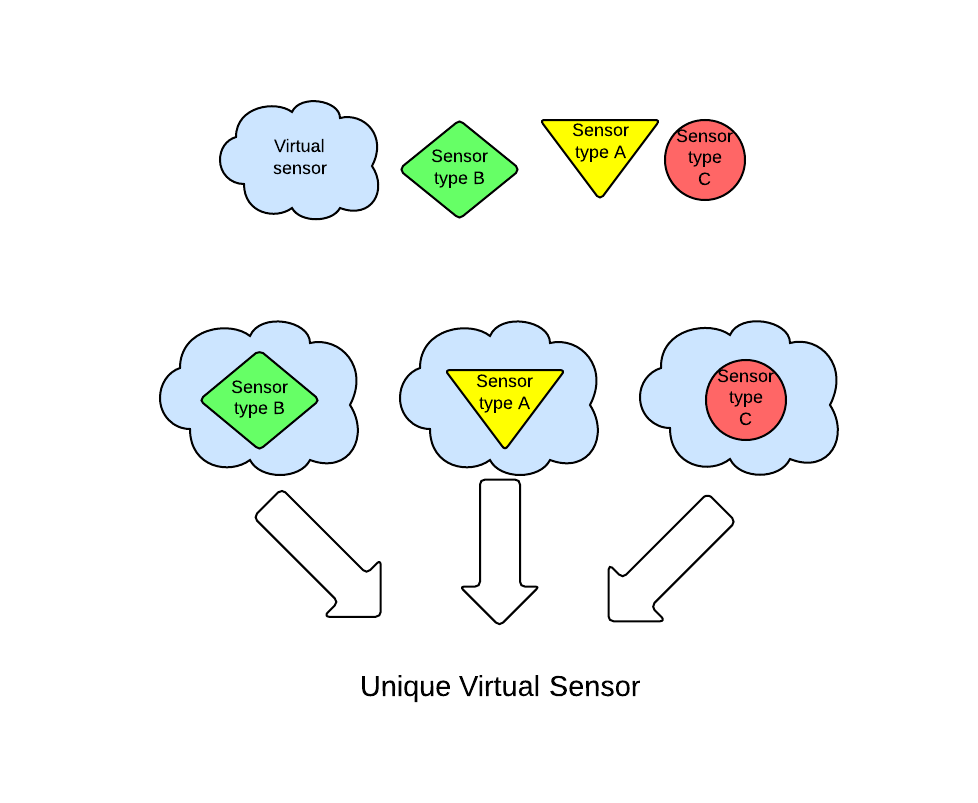 Virtual
sensor
Sensor
type B
Sensor
type A
Sensor
type
C
Sensor
type B
Sensor
type A
Sensor
type
C
Unique Virtual Sensor